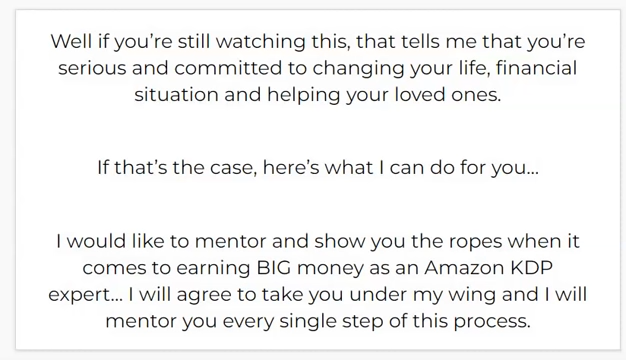 Well if you’re still watching this, that tells me that you’re
serious and committed to changing your life, financial
situation and helping your loved ones.
If that’s the case, here’s what I can do for you...
I would like to mentor and show you the ropes when it
comes to earning BIG money as an Amazon KDP
expert... I will agree to take you under my wing and I will
mentor you every single step of this process.